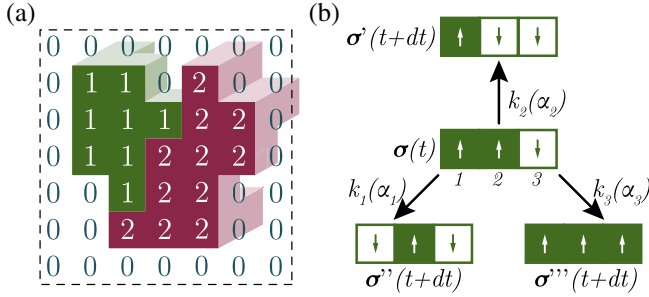 (a)
0 0 0 0 0 0 0
0 1 1 0 2 0 0
0 1 1 1 2 2 0
0 1 1 2 2 2 0
0 0 1 2 2 0 0
0 0 2 2 2 0 0
0 0 0 0 0 0 0
(b)
σ'(t+dt) ↑ ↓ ↓
k₂(α₂)
σ(t) ↑ ↑ ↓
1 2 3
k₁(α₁) k₃(α₃)
↓ ↑ ↓ ↑ ↑ ↑
σ''(t+dt) σ'''(t+dt)